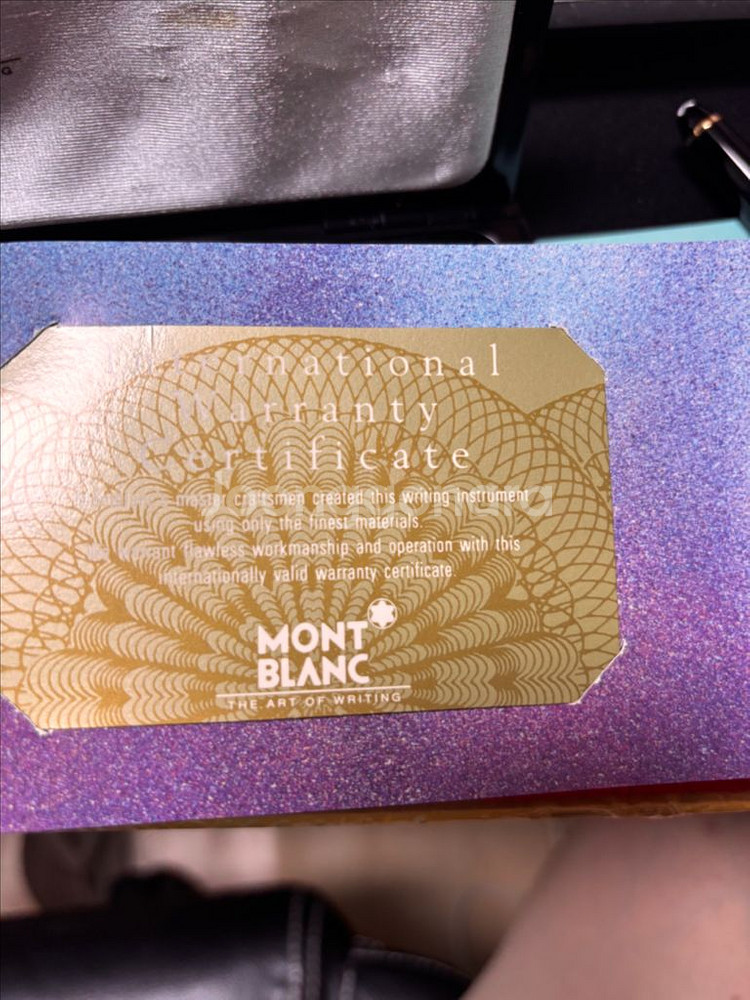 G
International
Warranty
Certificate
master craftsmen created this writing instrument
using only the finest materials.
warrant flawless workmanship and operation with this
internationally valid warranty certificate.
MONT
BLANC
THE ART OF WRITING